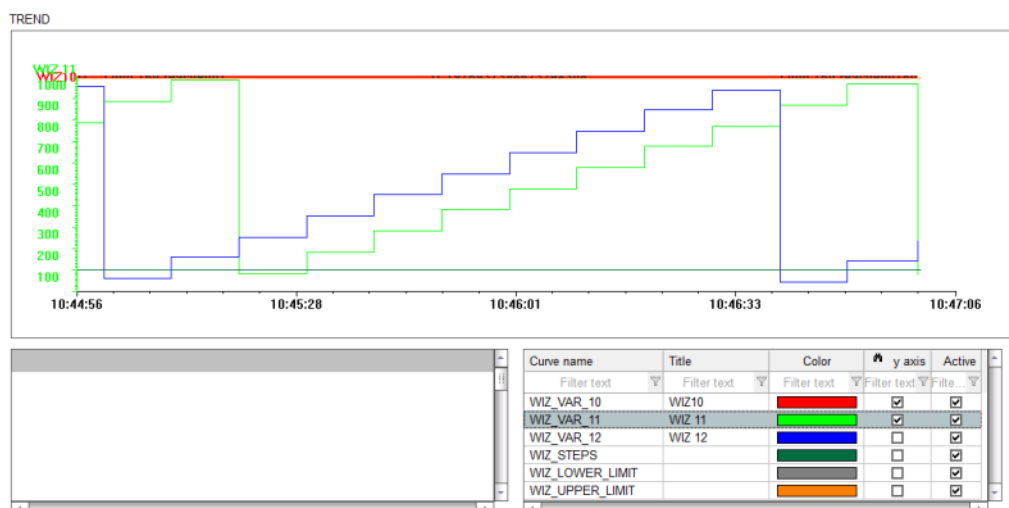 TREND
WIZ 11
WIZ10
1000
900
800
700
600
500
400
300
200
100
10:44:56 10:45:28 10:46:01 10:46:33 10:47:06
Curve name Title Color y axis Active
Filter text Filter text Filter text Filter text Filte...
WIZ_VAR_10 WIZ10
WIZ_VAR_11 WIZ 11
WIZ_VAR_12 WIZ 12
WIZ_STEPS
WIZ_LOWER_LIMIT
WIZ_UPPER_LIMIT